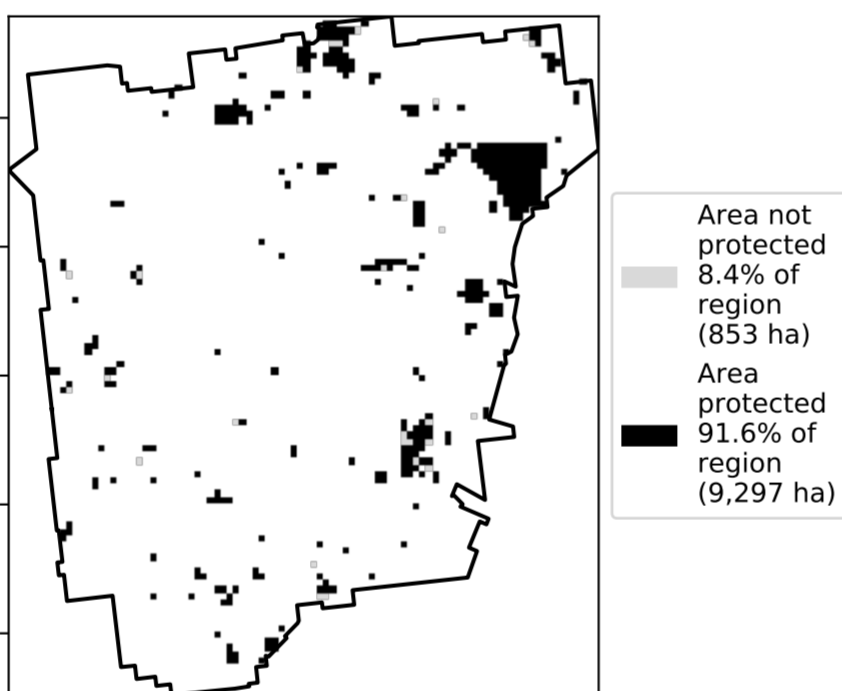 Area not
protected
8.4% of
region
(853 ha)
Area
protected
91.6% of
region
(9,297 ha)